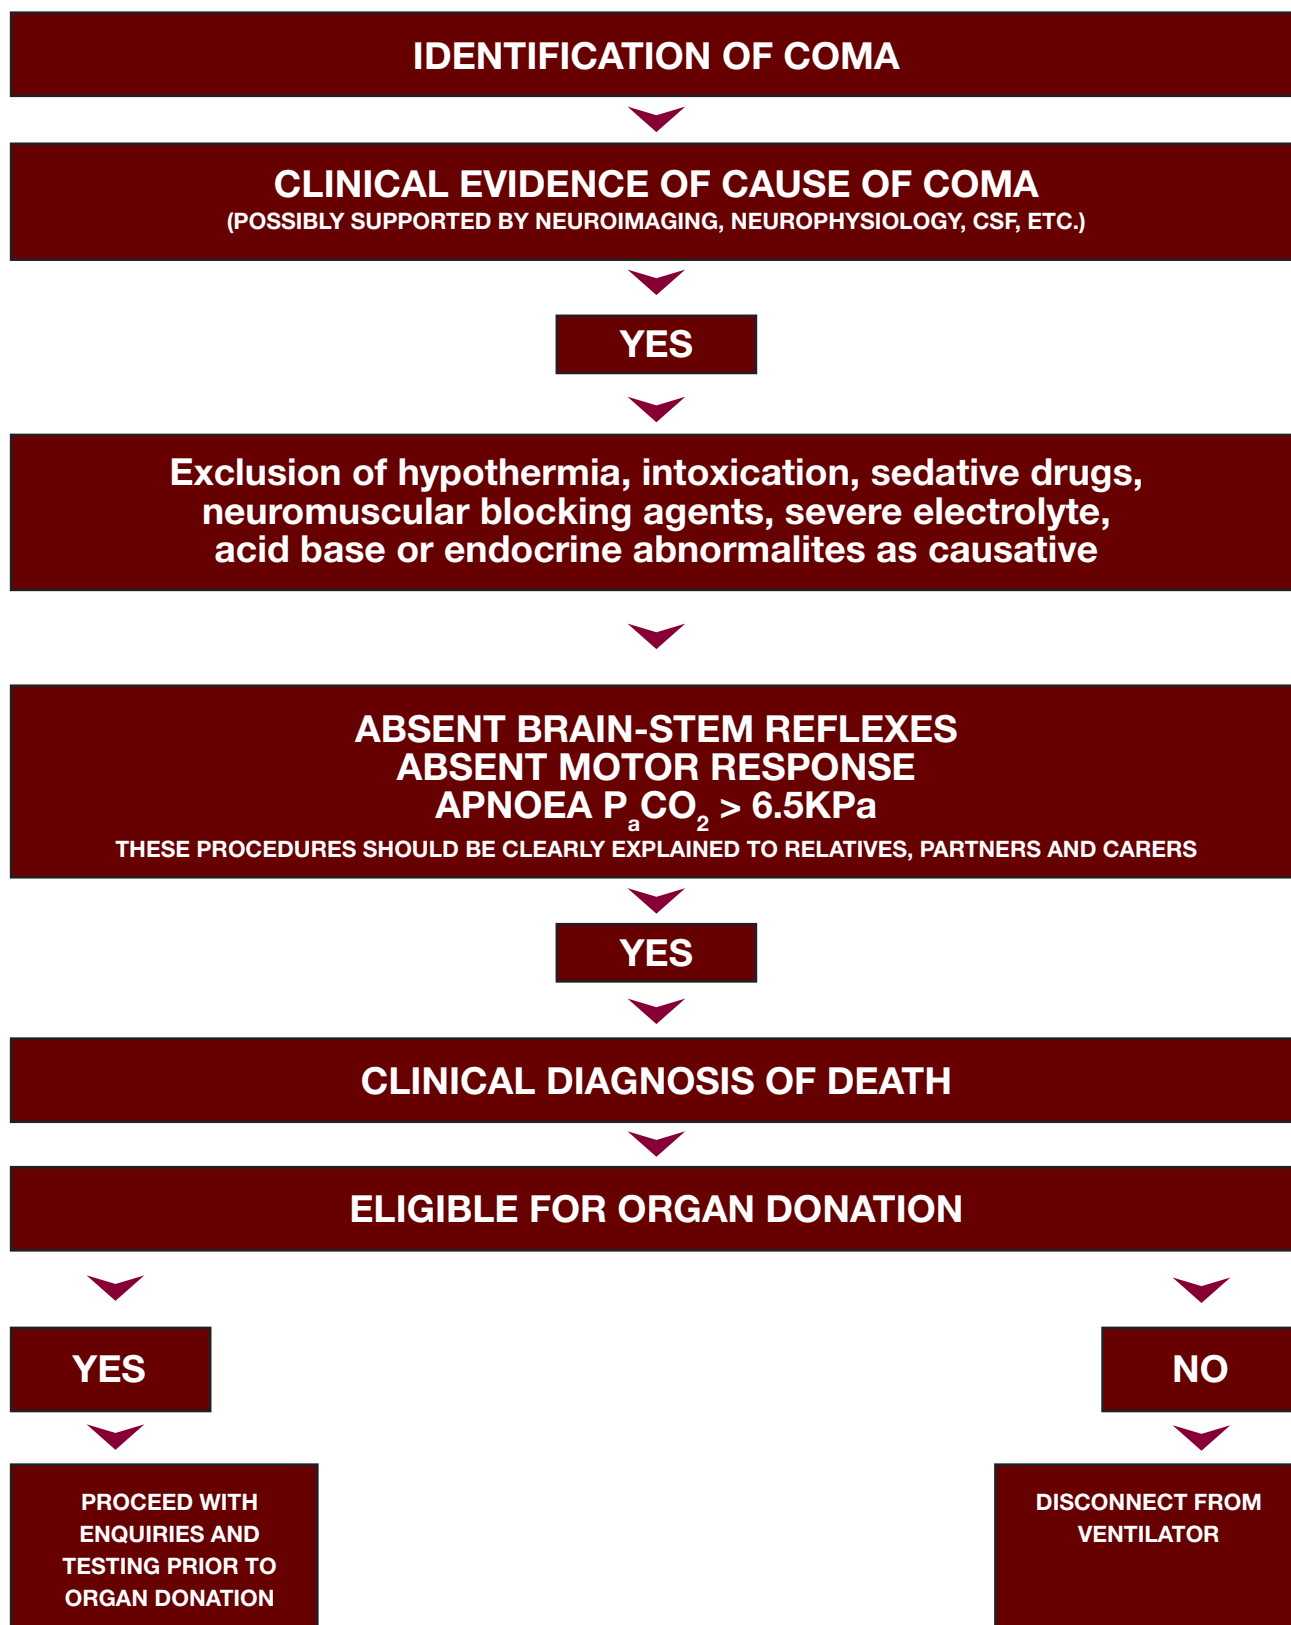 IDENTIFICATION OF COMA
CLINICAL EVIDENCE OF CAUSE OF COMA
(POSSIBLY SUPPORTED BY NEUROIMAGING, NEUROPHYSIOLOGY, CSF, ETC.)
YES
Exclusion of hypothermia, intoxication, sedative drugs,
neuromuscular blocking agents, severe electrolyte,
acid base or endocrine abnormalites as causative
ABSENT BRAIN-STEM REFLEXES
ABSENT MOTOR RESPONSE
APNOEA PaCO2 > 6.5KPa
THESE PROCEDURES SHOULD BE CLEARLY EXPLAINED TO RELATIVES, PARTNERS AND CARERS
YES
CLINICAL DIAGNOSIS OF DEATH
ELIGIBLE FOR ORGAN DONATION
YES
NO
PROCEED WITH
ENQUIRIES AND
TESTING PRIOR TO
ORGAN DONATION
DISCONNECT FROM
VENTILATOR